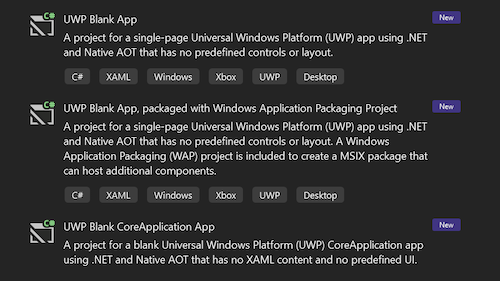 C#
UWP Blank App
New
A project for a single-page Universal Windows Platform (UWP) app using .NET
and Native AOT that has no predefined controls or layout.
C# XAML Windows Xbox UWP Desktop
C#
UWP Blank App, packaged with Windows Application Packaging Project
New
A project for a single-page Universal Windows Platform (UWP) app using .NET
and Native AOT that has no predefined controls or layout. A Windows
Application Packaging (WAP) project is included to create a MSIX package that
can host additional components.
C# XAML Windows Xbox UWP Desktop
C#
UWP Blank CoreApplication App
New
A project for a blank Universal Windows Platform (UWP) CoreApplication app
using .NET and Native AOT that has no XAML content and no predefined UI.